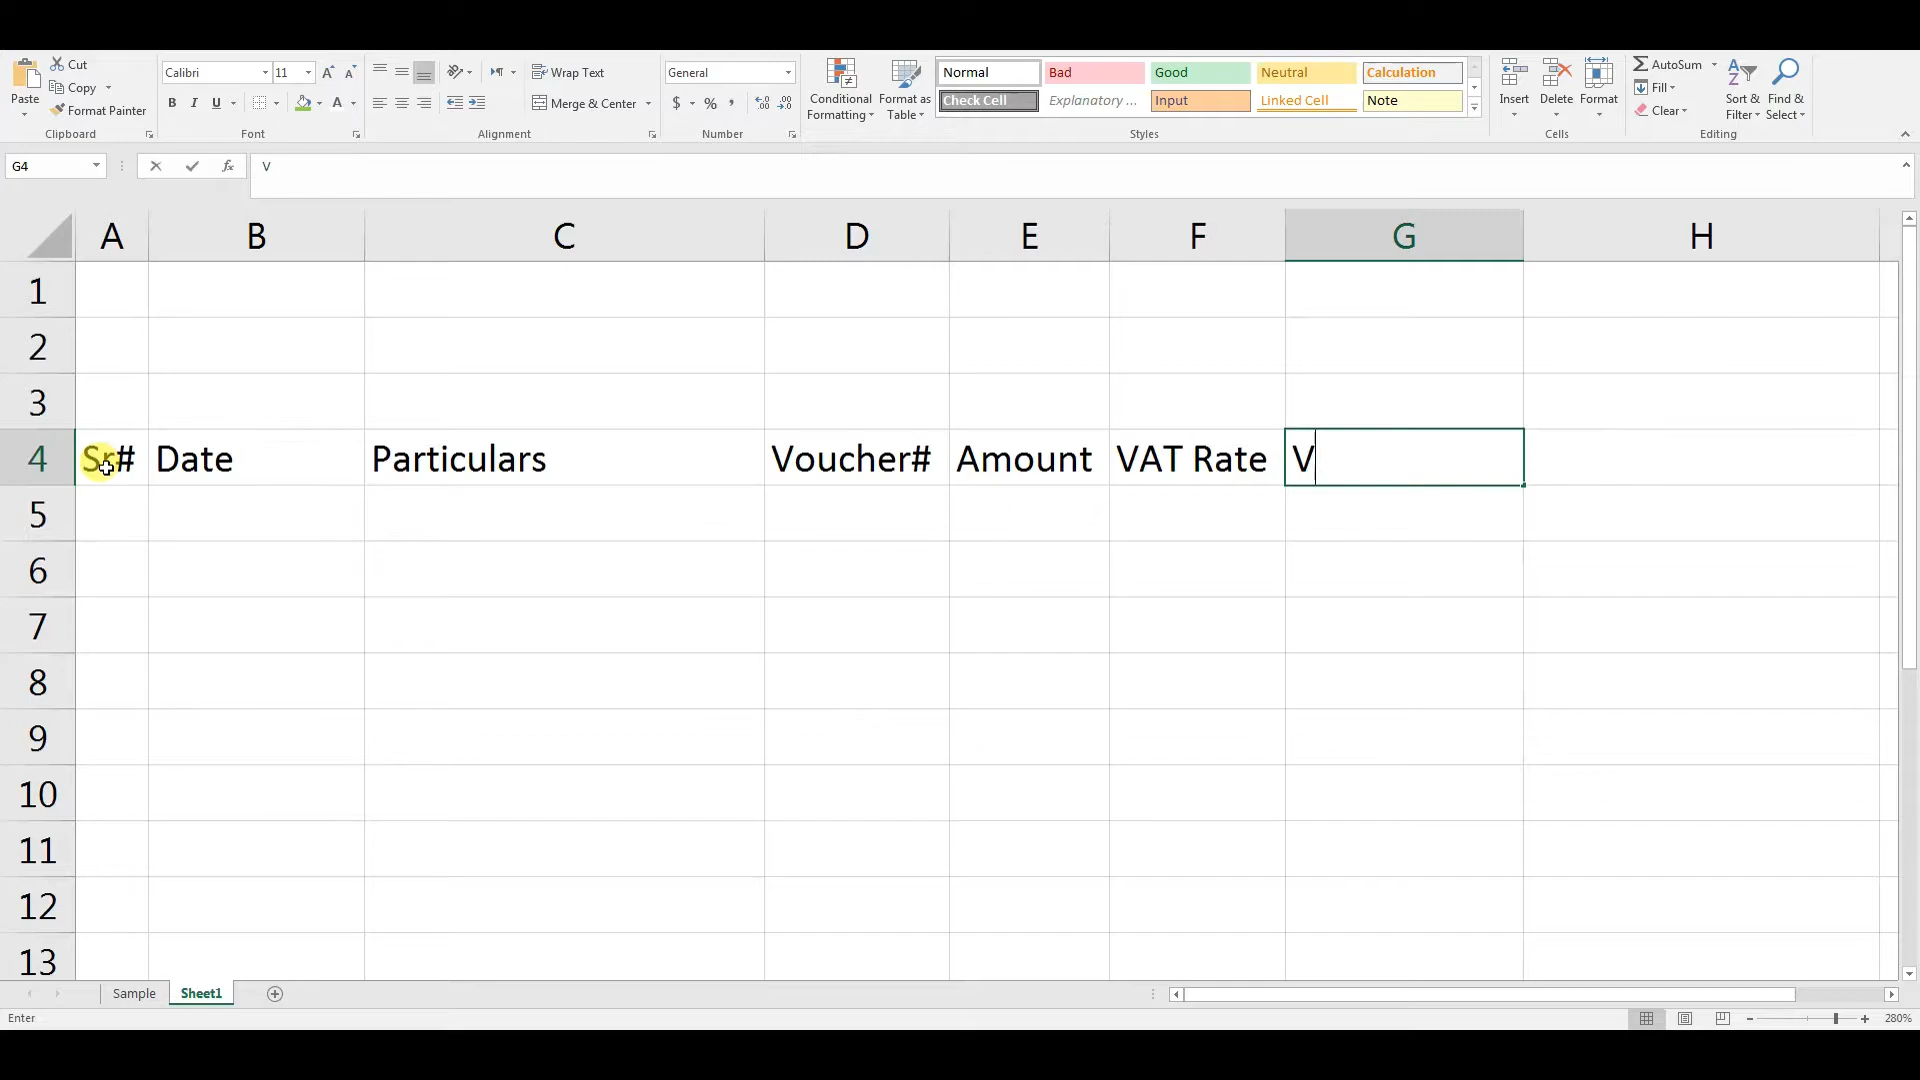 Cut
Copy
Format Painter
Paste
Clipboard
Calibri
11
B I U
Font
Wrap Text
Merge & Center
Alignment
General
$ % ,
Number
Conditional Formatting
Format as Table
Normal Bad Good Neutral Calculation
Check Cell Explanatory ... Input Linked Cell Note
Styles
Insert Delete Format
Cells
AutoSum
Fill
Clear
Sort & Filter
Find & Select
Editing
G4
fx
V
A B C D E F G H
1
2
3
4 Sr# Date Particulars Voucher# Amount VAT Rate V
5
6
7
8
9
10
11
12
13
Sample Sheet1
Enter
280%